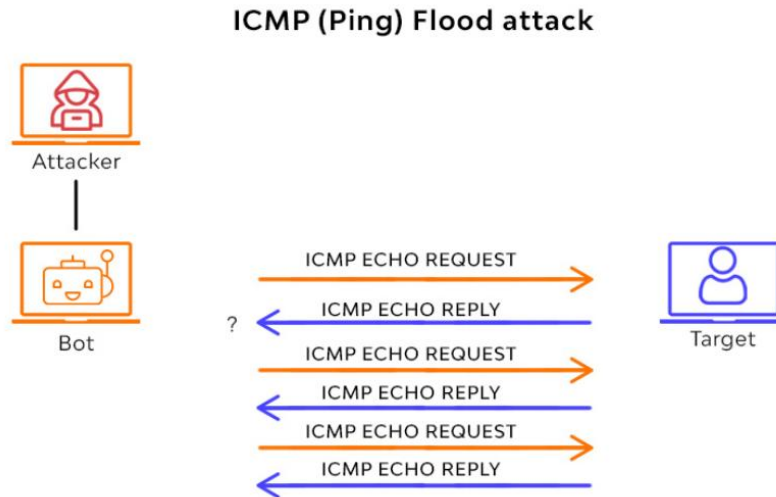 ICMP (Ping) Flood attack
Attacker
Bot
ICMP ECHO REQUEST
?
ICMP ECHO REPLY
ICMP ECHO REQUEST
ICMP ECHO REPLY
ICMP ECHO REQUEST
ICMP ECHO REPLY
Target